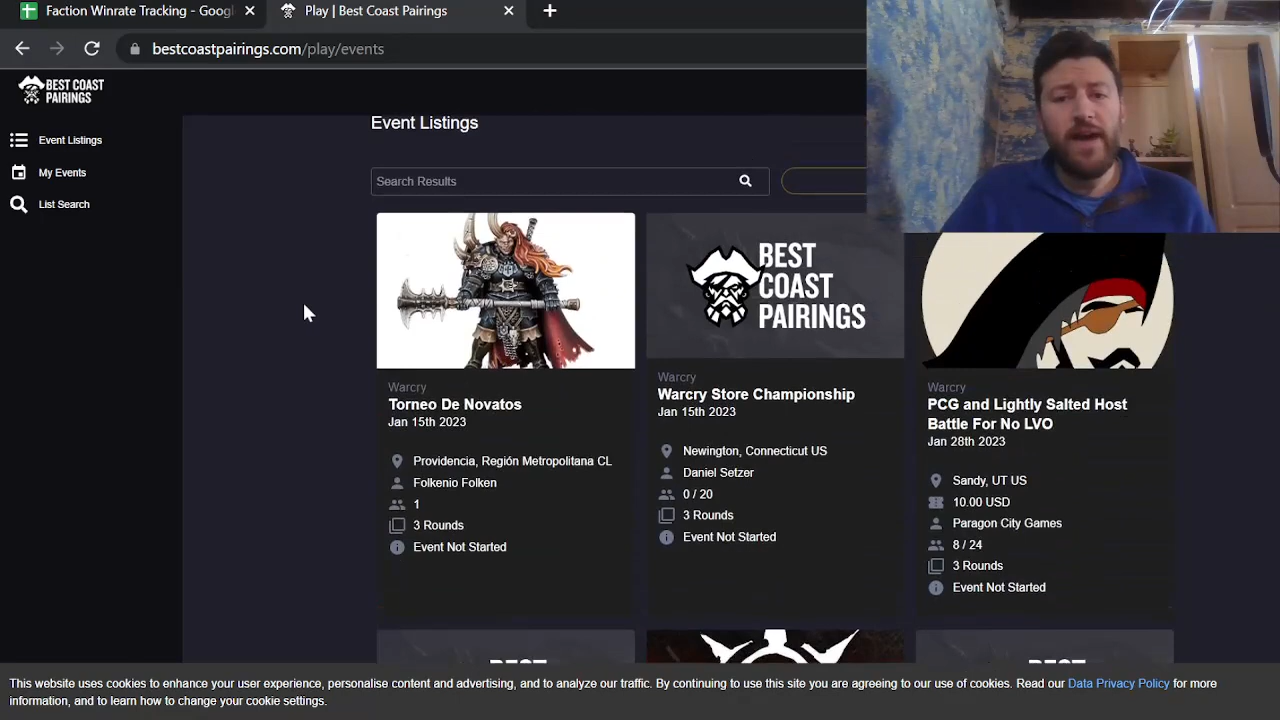 Faction Winrate Tracking - Googl
Play | Best Coast Pairings
bestcoastpairings.com/play/events
BEST COAST
PAIRINGS
Event Listings
My Events
List Search
Event Listings
Search Results
Warcry
Torneo De Novatos
Jan 15th 2023
Providencia, Región Metropolitana CL
Folkenio Folken
1
3 Rounds
Event Not Started
BEST
COAST
PAIRINGS
Warcry
Warcry Store Championship
Jan 15th 2023
Newington, Connecticut US
Daniel Setzer
0 / 20
3 Rounds
Event Not Started
Warcry
PCG and Lightly Salted Host
Battle For No LVO
Jan 28th 2023
Sandy, UT US
10.00 USD
Paragon City Games
8 / 24
3 Rounds
Event Not Started
This website uses cookies to enhance your user experience, personalise content and advertising, and to analyze our traffic. By continuing to use this site you are agreeing to our use of cookies. Read our Data Privacy Policy for more
information, and to learn how to change your cookie settings.